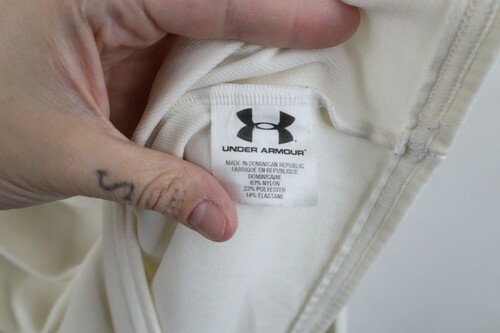 UNDER ARMOUR
MADE IN DOMINICAN REPUBLIC
FABRIQUÉ EN RÉPUBLIQUE
DOMINICAINE
63% NYLON
23% POLYESTER
14% ELASTANE